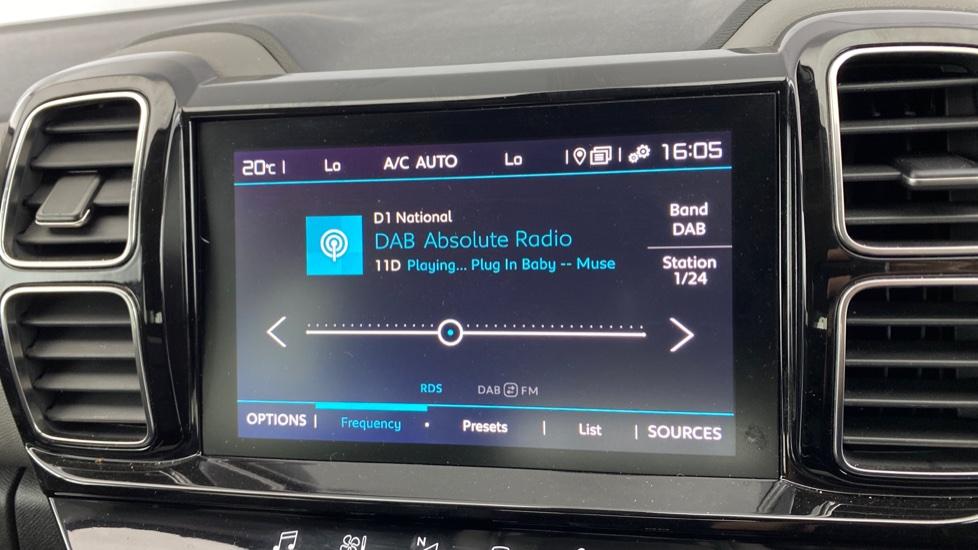 20°C | Lo A/C AUTO Lo | | 16:05
D1 National
DAB Absolute Radio
11D Playing... Plug In Baby -- Muse
Band
DAB
Station
1/24
RDS DAB FM
OPTIONS | Frequency • Presets | List | SOURCES
N